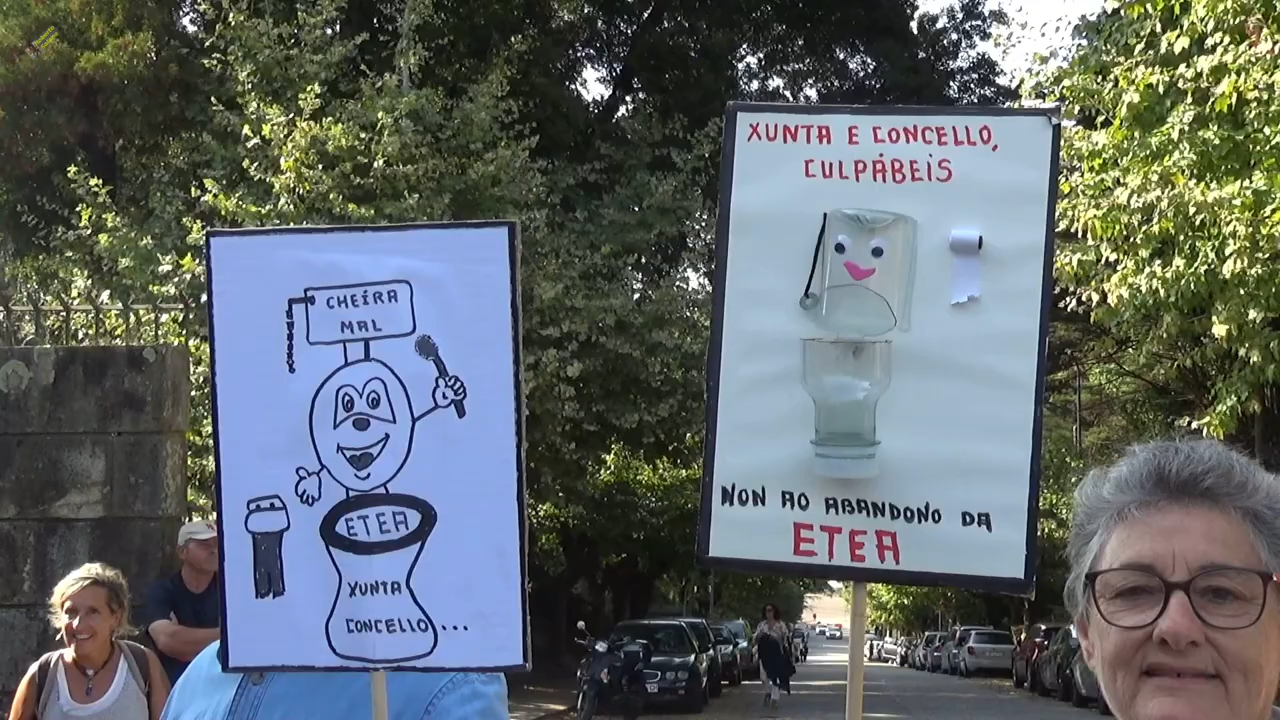 CHEIRA
MAL
ETEA
XUNTA
CONCELLO...
XUNTA E CONCELLO,
CULPÁBEIS
NON AO ABANDONO DA
ETEA